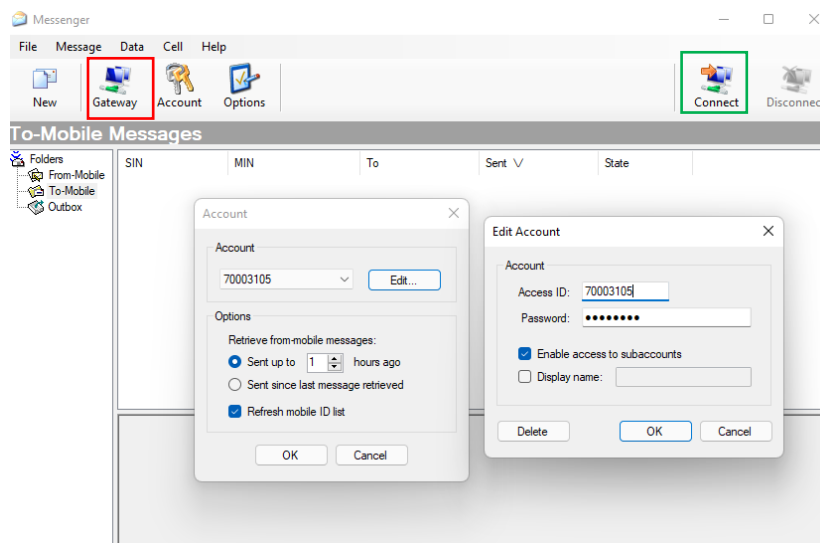 Messenger
File Message Data Cell Help
New Gateway Account Options Connect Disconnec
To-Mobile Messages
Folders
From-Mobile
To-Mobile
Outbox
SIN MIN To Sent State
Account
Account
70003105 Edit...
Options
Retrieve from-mobile messages:
Sent up to 1 hours ago
Sent since last message retrieved
Refresh mobile ID list
OK Cancel
Edit Account
Account
Access ID: 70003105
Password: ●●●●●●●●
Enable access to subaccounts
Display name:
Delete OK Cancel